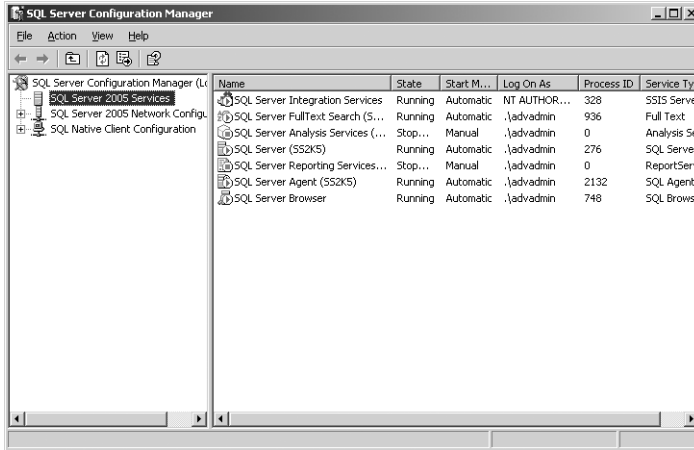 SQL Server Configuration Manager
File Action View Help
SQL Server Configuration Manager (Lo
SQL Server 2005 Services
SQL Server 2005 Network Configu
SQL Native Client Configuration
Name State Start M... Log On As Process ID Service Ty
SQL Server Integration Services Running Automatic NT AUTHOR... 328 SSIS Serve
SQL Server FullText Search (S... Running Automatic .\advadmin 936 Full Text
SQL Server Analysis Services (... Stop... Manual .\advadmin 0 Analysis Se
SQL Server (SS2K5) Running Automatic .\advadmin 276 SQL Serve
SQL Server Reporting Services... Stop... Manual .\advadmin 0 ReportSer
SQL Server Agent (SS2K5) Running Automatic .\advadmin 2132 SQL Agent
SQL Server Browser Running Automatic .\advadmin 748 SQL Brows